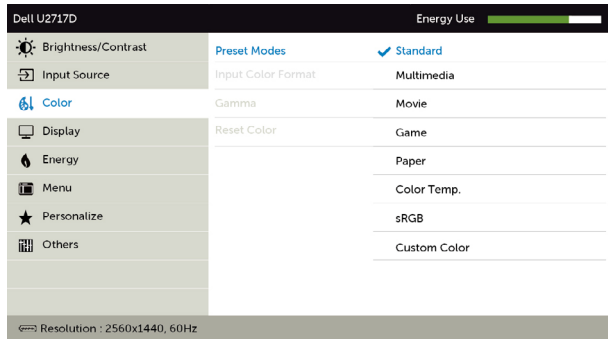 Dell U2717D
Energy Use
Brightness/Contrast
Input Source
Color
Display
Energy
Menu
Personalize
Others
Preset Modes
Input Color Format
Gamma
Reset Color
Standard
Multimedia
Movie
Game
Paper
Color Temp.
sRGB
Custom Color
Resolution : 2560x1440, 60Hz